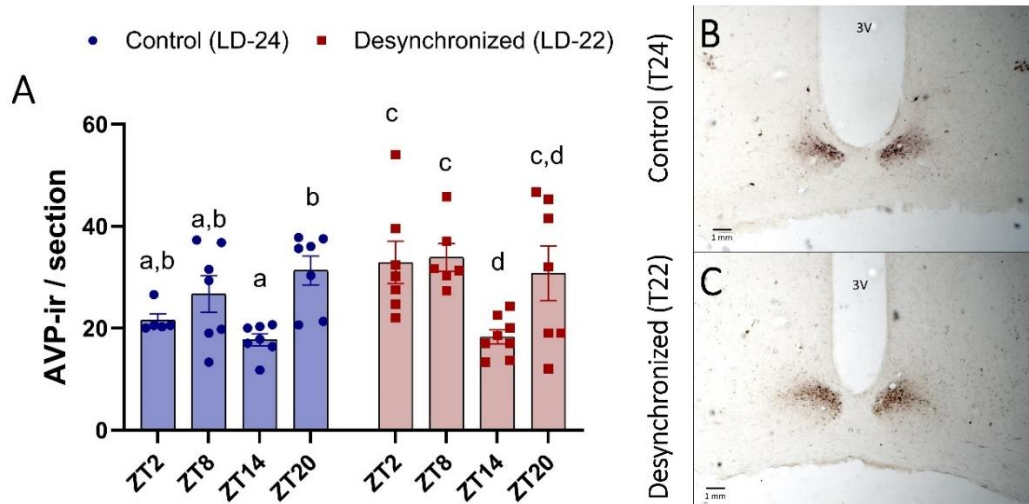 Control (LD-24) Desynchronized (LD-22)
A
AVP-ir / section
60
40
20
0
a,b
a,b
a
b
c
c
d
c,d
ZT2 ZT8 ZT14 ZT20 ZT2 ZT8 ZT14 ZT20
Control (T24)
B
3V
1 mm
Desynchronized (T22)
C
3V
1 mm